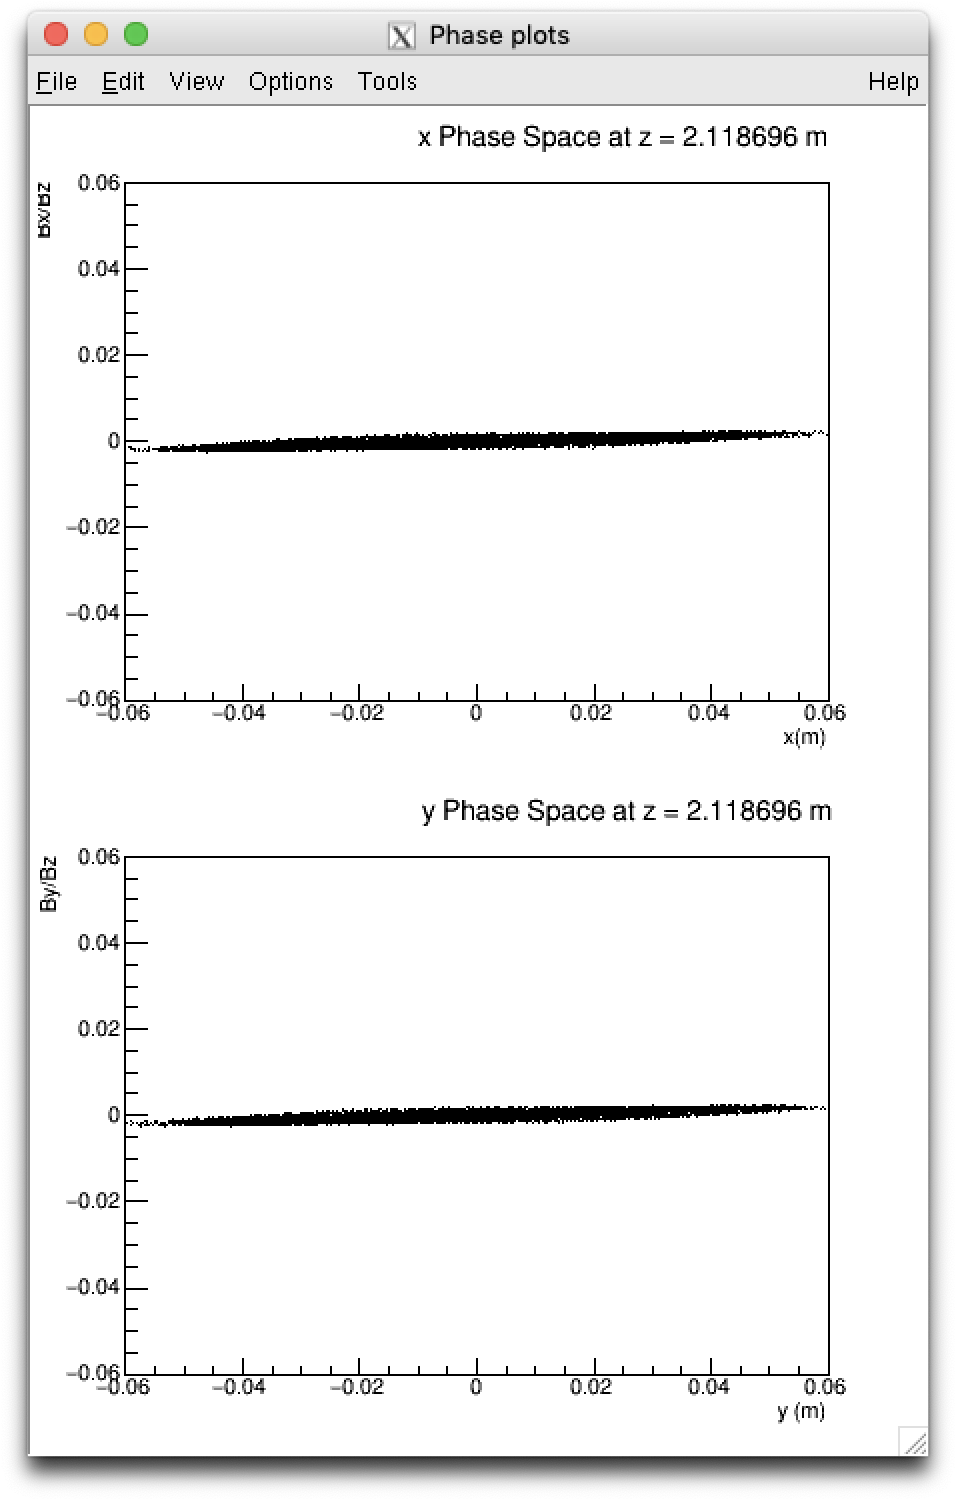 Phase plots
File Edit View Options Tools Help
x Phase Space at z = 2.118696 m
Bx/Bz
0.06
0.04
0.02
0
−0.02
−0.04
−0.06
−0.06 −0.04 −0.02 0 0.02 0.04 0.06
x(m)
y Phase Space at z = 2.118696 m
By/Bz
0.06
0.04
0.02
0
−0.02
−0.04
−0.06
−0.06 −0.04 −0.02 0 0.02 0.04 0.06
y (m)